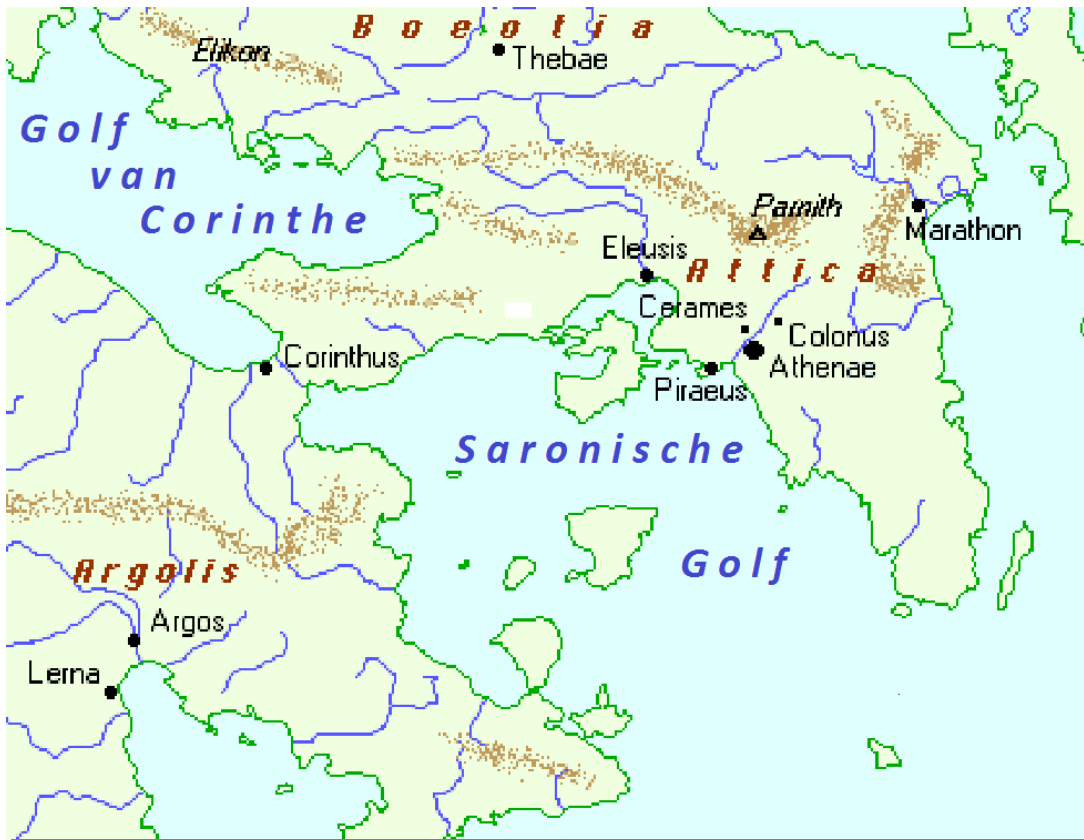 Boeotia
Elikon
Thebae
Golf
van
Corinthe
Parnith
Marathon
Eleusis
Attica
Cerames
Colonus
Corinthus
Athenae
Piraeus
Saronische
Golf
Argolis
Argos
Lerna